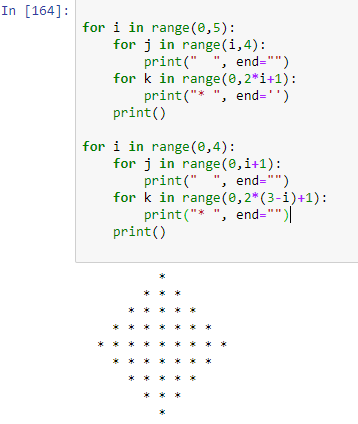 In [164]:
for i in range(0,5):
    for j in range(i,4):
        print("  ", end="")
    for k in range(0,2*i+1):
        print("* ", end='')
    print()

for i in range(0,4):
    for j in range(0,i+1):
        print("  ", end="")
    for k in range(0,2*(3-i)+1):
        print("* ", end="")
    print()

        *
      * * *
    * * * * *
  * * * * * * *
* * * * * * * * *
  * * * * * * *
    * * * * *
      * * *
        *